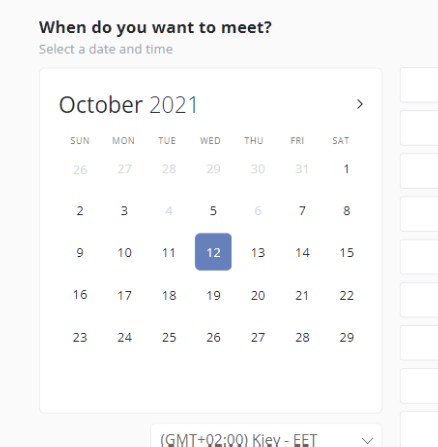 When do you want to meet?
Select a date and time
October 2021
SUN MON TUE WED THU FRI SAT
26 27 28 29 30 31 1
2 3 4 5 6 7 8
9 10 11 12 13 14 15
16 17 18 19 20 21 22
23 24 25 26 27 28 29
(GMT+02:00) Kiev - EET